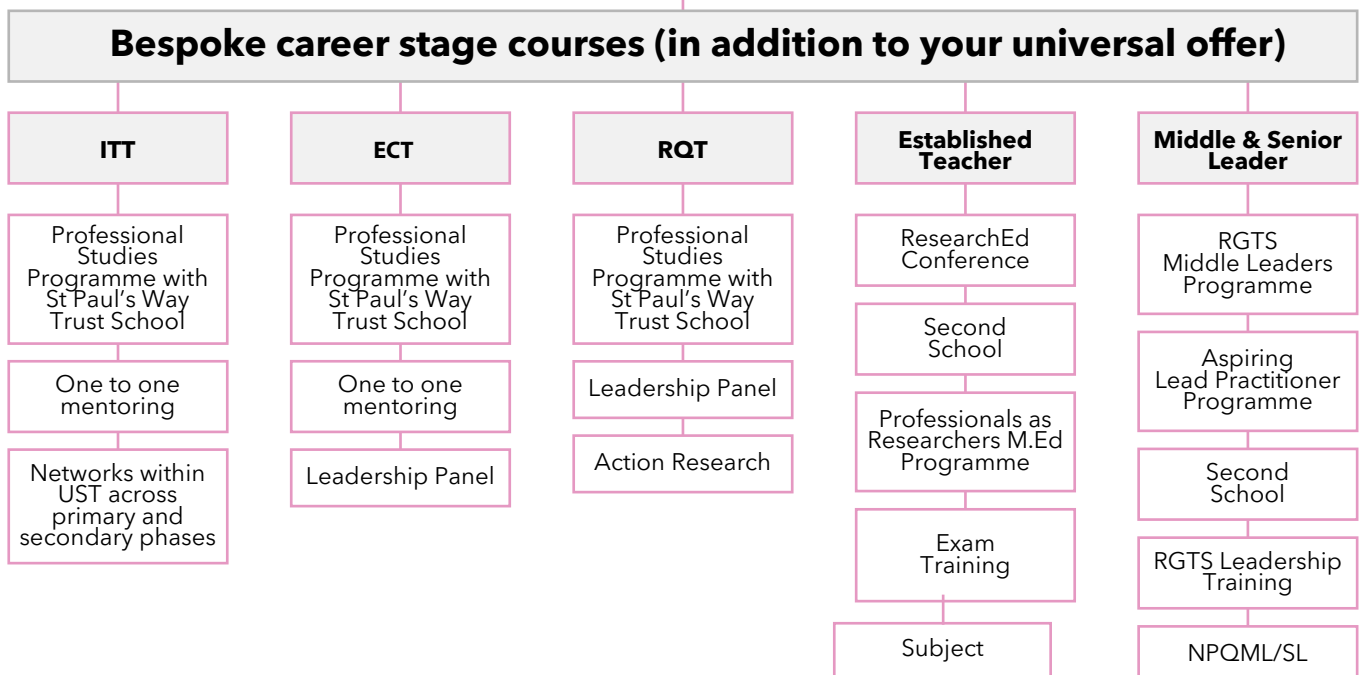 Bespoke career stage courses (in addition to your universal offer)
ITT
Professional
Studies
Programme with
St Paul’s Way
Trust School
One to one
mentoring
Networks within
UST across
primary and
secondary phases
ECT
Professional
Studies
Programme with
St Paul’s Way
Trust School
One to one
mentoring
Leadership Panel
RQT
Professional
Studies
Programme with
St Paul’s Way
Trust School
Leadership Panel
Action Research
Established
Teacher
ResearchEd
Conference
Second
School
Professionals as
Researchers M.Ed
Programme
Exam
Training
Subject
Middle & Senior
Leader
RGTS
Middle Leaders
Programme
Aspiring
Lead Practitioner
Programme
Second
School
RGTS Leadership
Training
NPQML/SL